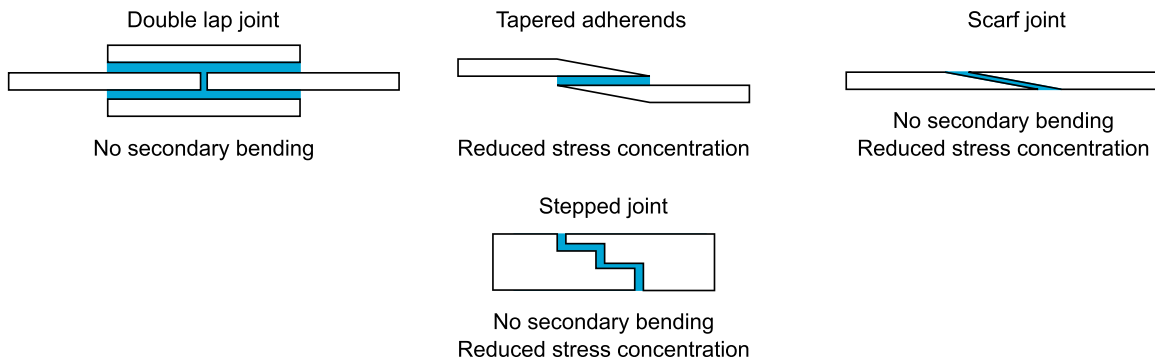 Double lap joint
No secondary bending
Tapered adherends
Reduced stress concentration
Scarf joint
No secondary bending
Reduced stress concentration
Stepped joint
No secondary bending
Reduced stress concentration